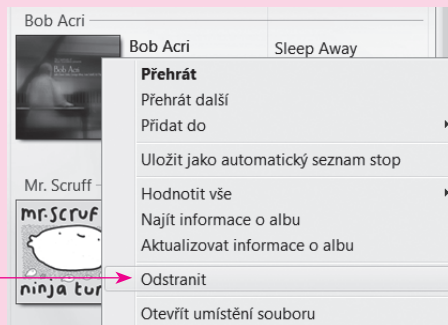 Bob Acri
Bob Acri Sleep Away
Bob Acri
Přehrát
Přehrát další
Přidat do
Uložit jako automatický seznam stop
Mr. Scruff
Hodnotit vše
mr.scruf
Najít informace o albu
Aktualizovat informace o albu
Odstranit
ninja tun
Otevřít umístění souboru